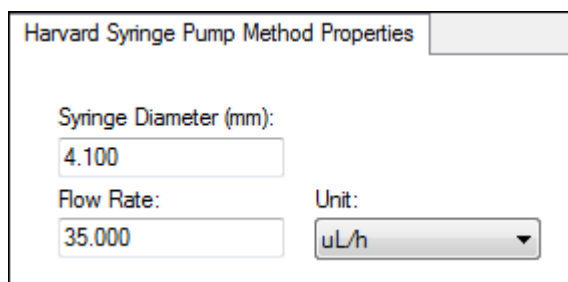 Harvard Syringe Pump Method Properties
Syringe Diameter (mm):
4.100
Flow Rate: Unit:
35.000 uL/h